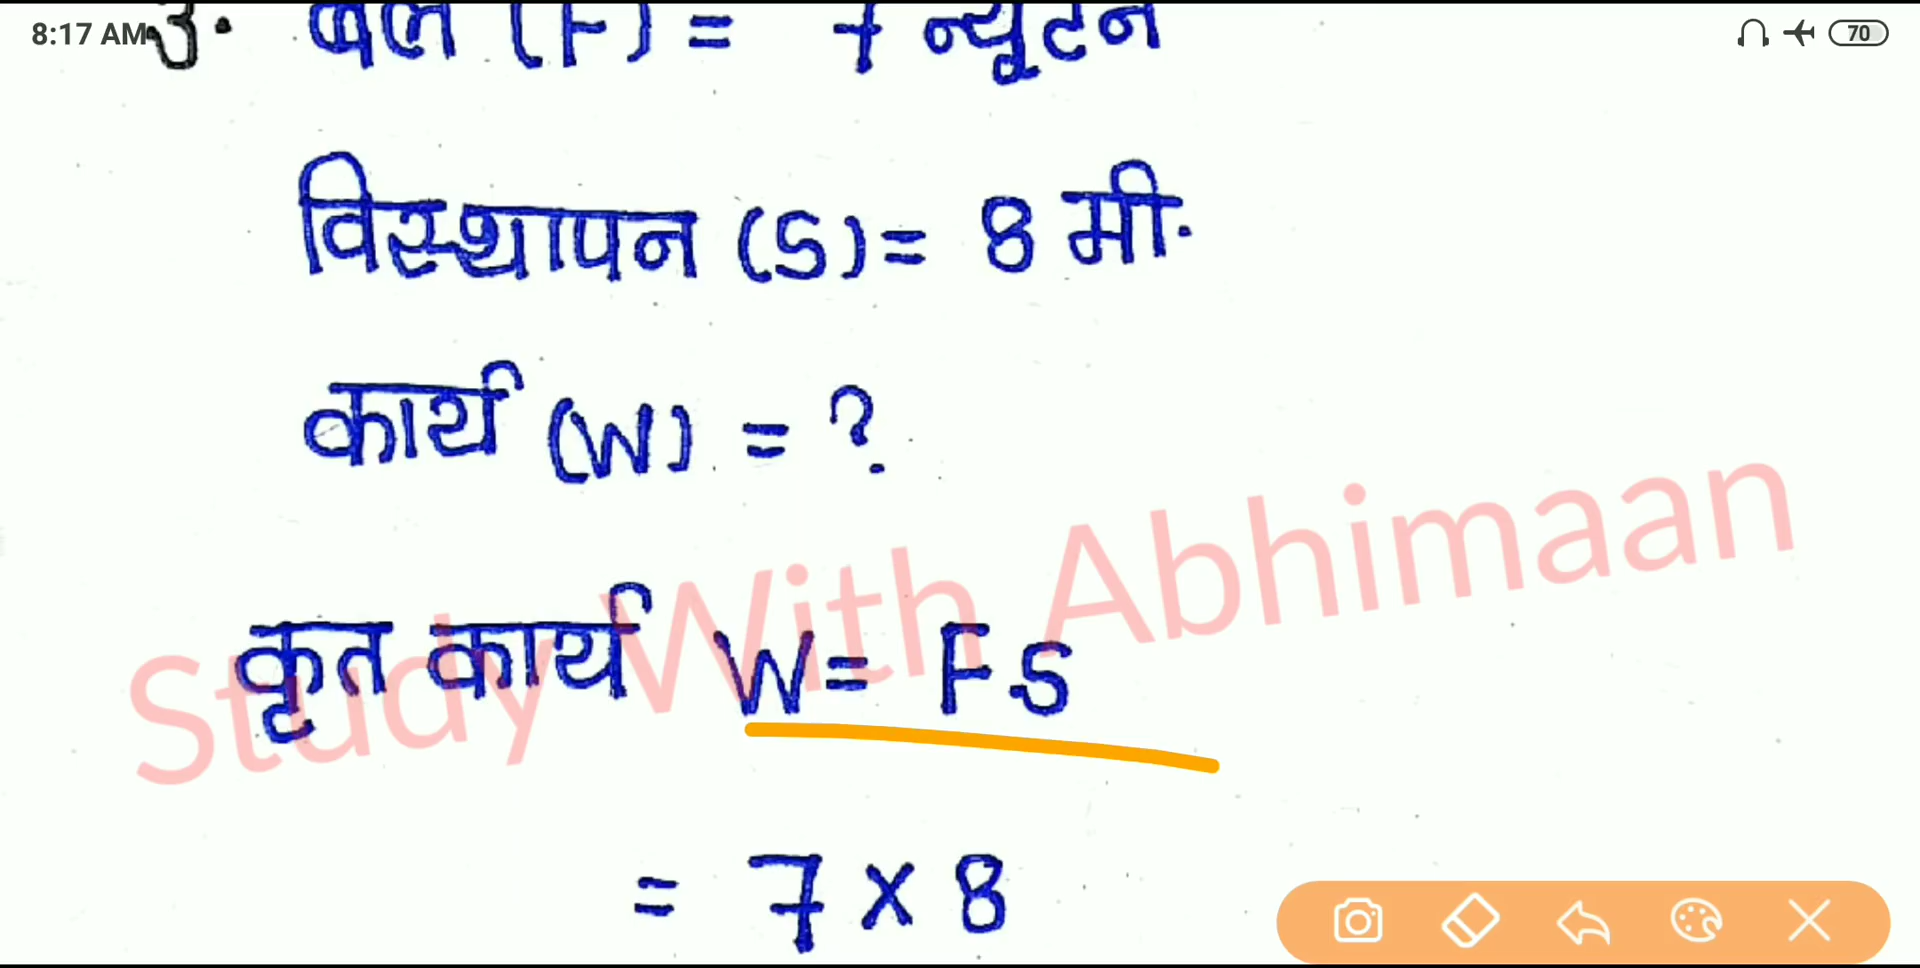 8:17 AM
70
उ. बल (F) = 7 न्यूटन
विस्थापन (S) = 8 मी.
कार्य (W) = ?
Study With Abhimaan
कृत कार्य W = FS
= 7 × 8